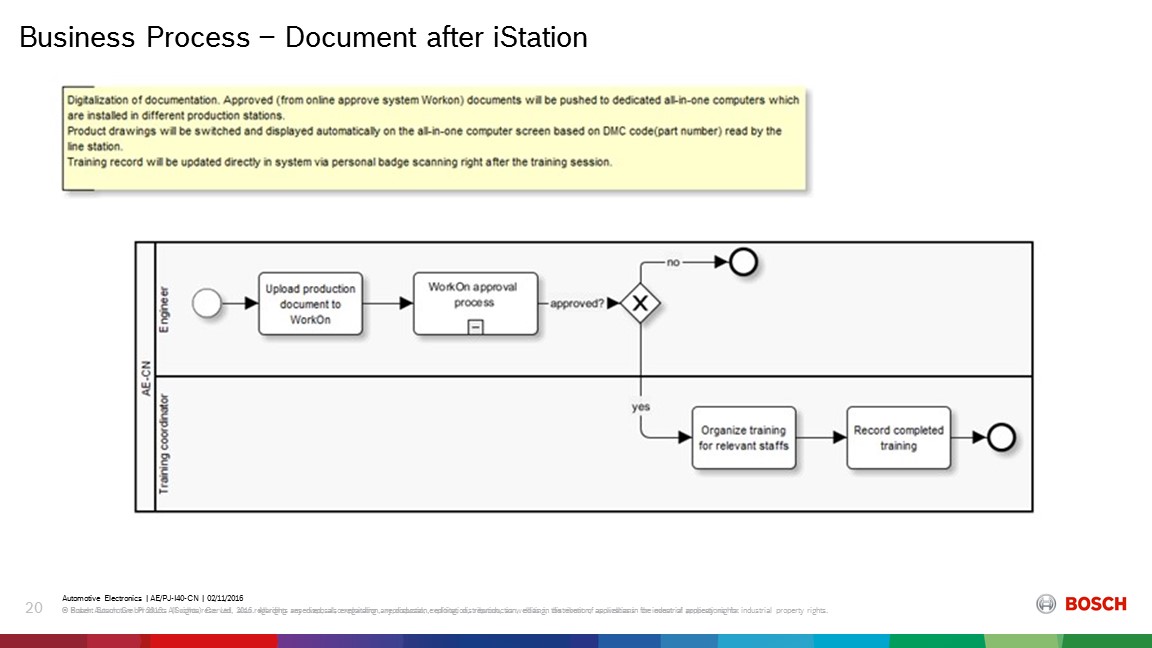 Business Process – Document after iStation
Digitalization of documentation. Approved (from online approve system Workon) documents will be pushed to dedicated all-in-one computers which
are installed in different production stations.
Product drawings will be switched and displayed automatically on the all-in-one computer screen based on DMC code(part number) read by the
line station.
Training record will be updated directly in system via personal badge scanning right after the training session.
AE-CN
Engineer
Upload production
document to
WorkOn
WorkOn approval
process
approved?
X
no
yes
Training coordinator
Organize training
for relevant staffs
Record completed
training
20
Automotive Electronics | AE/PJ-I40-CN | 02/11/2016
industrial property rights.
BOSCH